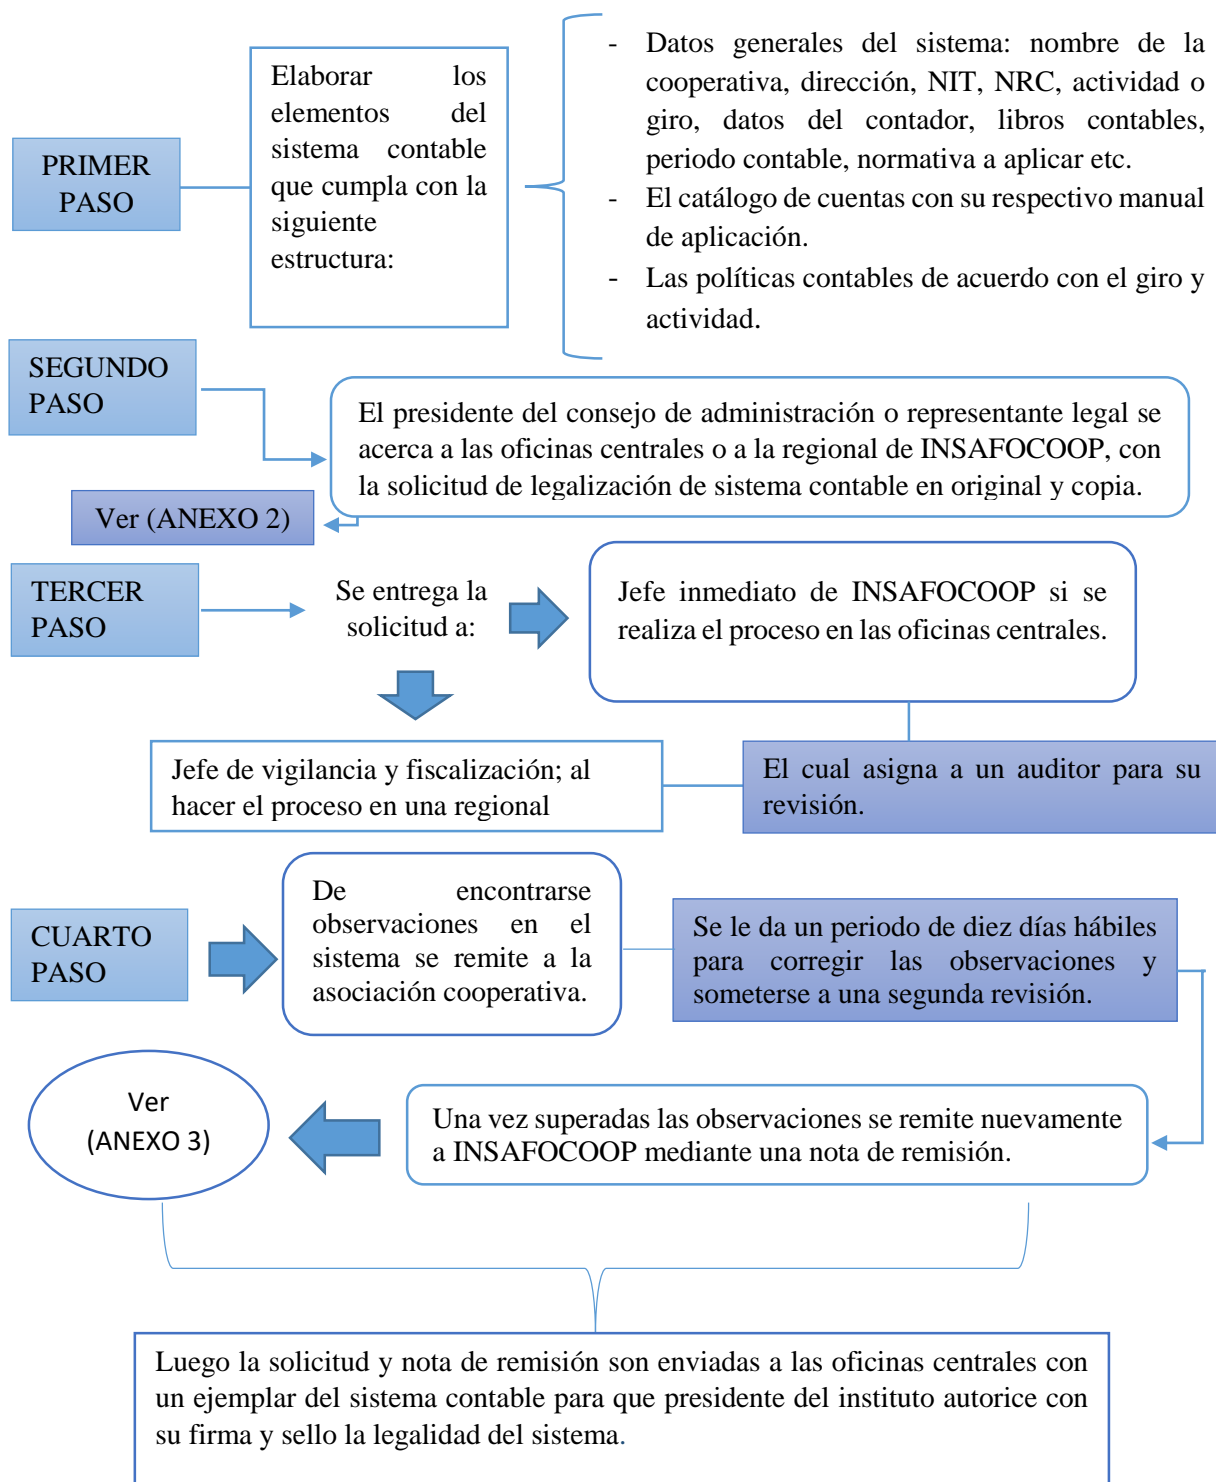 PRIMER
PASO
Elaborar los
elementos del
sistema contable
que cumpla con la
siguiente
estructura:
- Datos generales del sistema: nombre de la
cooperativa, dirección, NIT, NRC, actividad o
giro, datos del contador, libros contables,
periodo contable, normativa a aplicar etc.
- El catálogo de cuentas con su respectivo manual
de aplicación.
- Las políticas contables de acuerdo con el giro y
actividad.
SEGUNDO
PASO
El presidente del consejo de administración o representante legal se
acerca a las oficinas centrales o a la regional de INSAFOCOOP, con
la solicitud de legalización de sistema contable en original y copia.
Ver (ANEXO 2)
TERCER
PASO
Se entrega la
solicitud a:
Jefe inmediato de INSAFOCOOP si se
realiza el proceso en las oficinas centrales.
Jefe de vigilancia y fiscalización; al
hacer el proceso en una regional
El cual asigna a un auditor para su
revisión.
CUARTO
PASO
De encontrarse
observaciones en el
sistema se remite a la
asociación cooperativa.
Se le da un periodo de diez días hábiles
para corregir las observaciones y
someterse a una segunda revisión.
Ver
(ANEXO 3)
Una vez superadas las observaciones se remite nuevamente
a INSAFOCOOP mediante una nota de remisión.
Luego la solicitud y nota de remisión son enviadas a las oficinas centrales con
un ejemplar del sistema contable para que presidente del instituto autorice con
su firma y sello la legalidad del sistema.